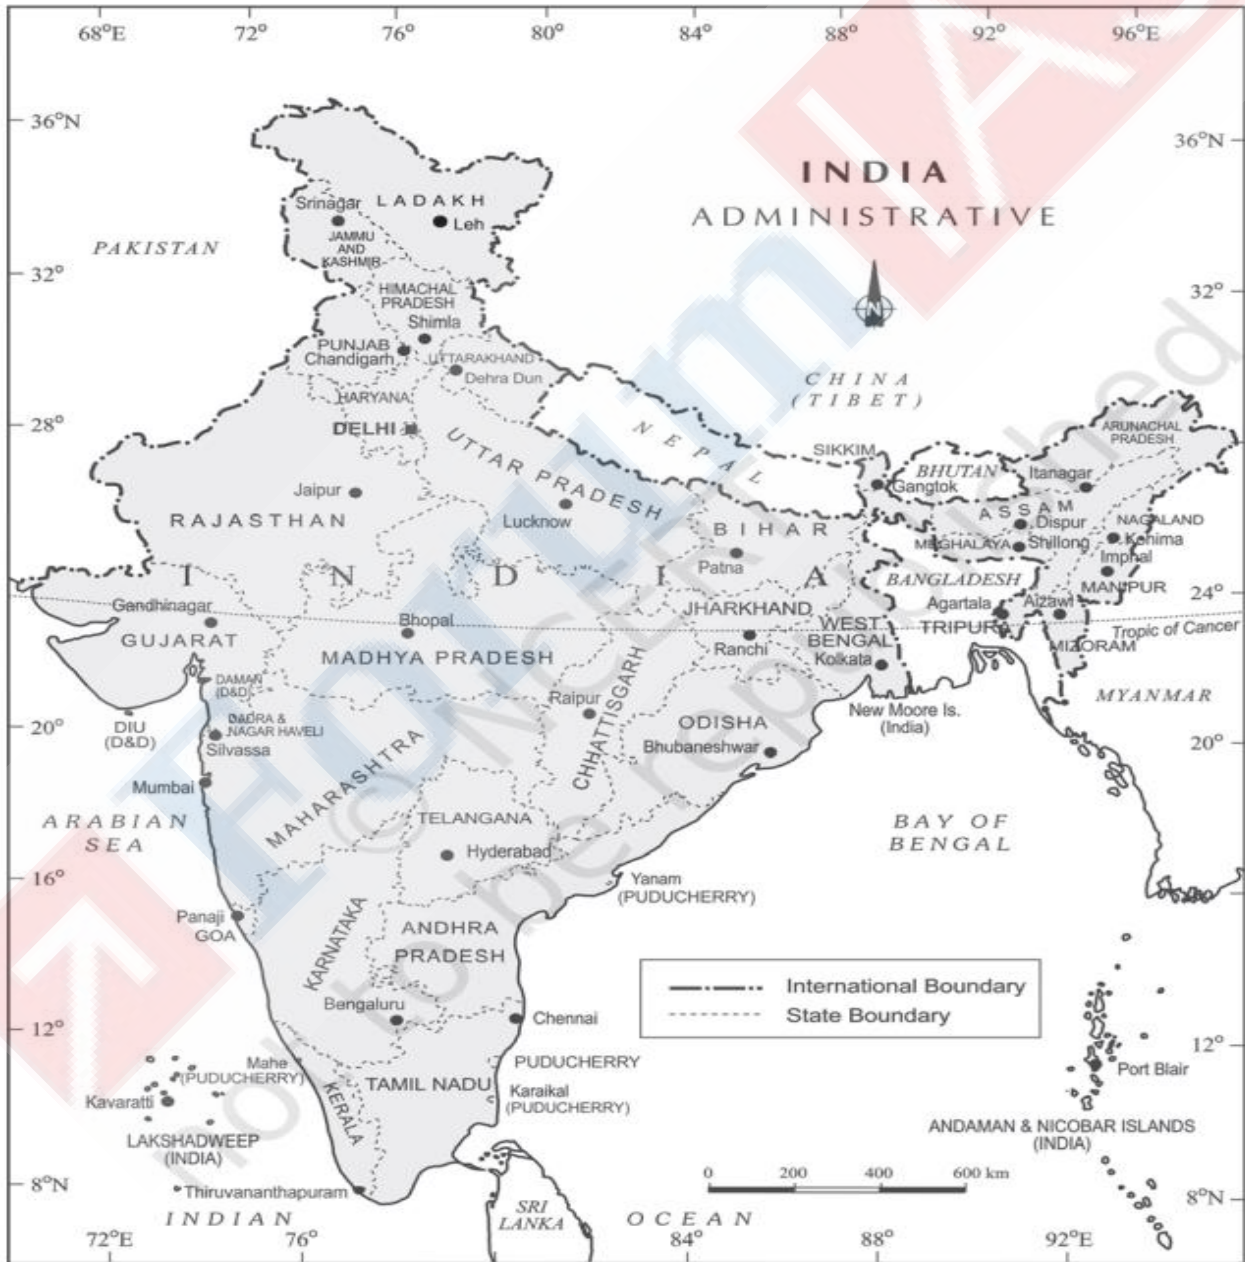 68°E 72° 76° 80° 84° 88° 92° 96°
36°N
36°N
INDIA
ADMINISTRATIVE
Srinagar
LADAKH
Leh
JAMMU
AND
KASHMIR
PAKISTAN
32°
32°
N
HIMACHAL
PRADESH
Shimla
PUNJAB
Chandigarh
UTTARAKHAND
Dehra Dun
CHINA
(TIBET)
HARYANA
28°
DELHI
NEPAL
SIKKIM
ARUNACHAL
PRADESH
UTTAR PRADESH
BHUTAN
Itanagar
Gangtok
Jaipur
RAJASTHAN
Lucknow
BIHAR
ASSAM
Dispur
NAGALAND
Kohima
MEGHALAYA
Shillong
Imphal
Patna
INDIA
BANGLADESH
MANIPUR
24°
Gandhinagar
Bhopal
JHARKHAND
Agartala
Aizawl
GUJARAT
WEST
BENGAL
TRIPURA
Tropic of Cancer
MADHYA PRADESH
Ranchi
Kolkata
MIZORAM
DAMAN
(D&D)
Raipur
CHHATTISGARH
MYANMAR
DIU
(D&D)
DADRA &
NAGAR HAVELI
Silvassa
New Moore Is.
(India)
20°
20°
ODISHA
Bhubaneshwar
MAHARASHTRA
Mumbai
ARABIAN
SEA
TELANGANA
BAY OF
BENGAL
Hyderabad
16°
Yanam
(PUDUCHERRY)
Panaji
GOA
KARNATAKA
ANDHRA
PRADESH
International Boundary
State Boundary
Bengaluru
Chennai
12°
12°
Mahe
(PUDUCHERRY)
PUDUCHERRY
Port Blair
TAMIL NADU
KERALA
Karaikal
(PUDUCHERRY)
Kavaratti
LAKSHADWEEP
(INDIA)
ANDAMAN & NICOBAR ISLANDS
(INDIA)
0 200 400 600 km
8°N
8°N
Thiruvananthapuram
SRI
LANKA
INDIAN OCEAN
72°E 76° 84° 88° 92°E
Forum IAS
© NCERT
not to be republished